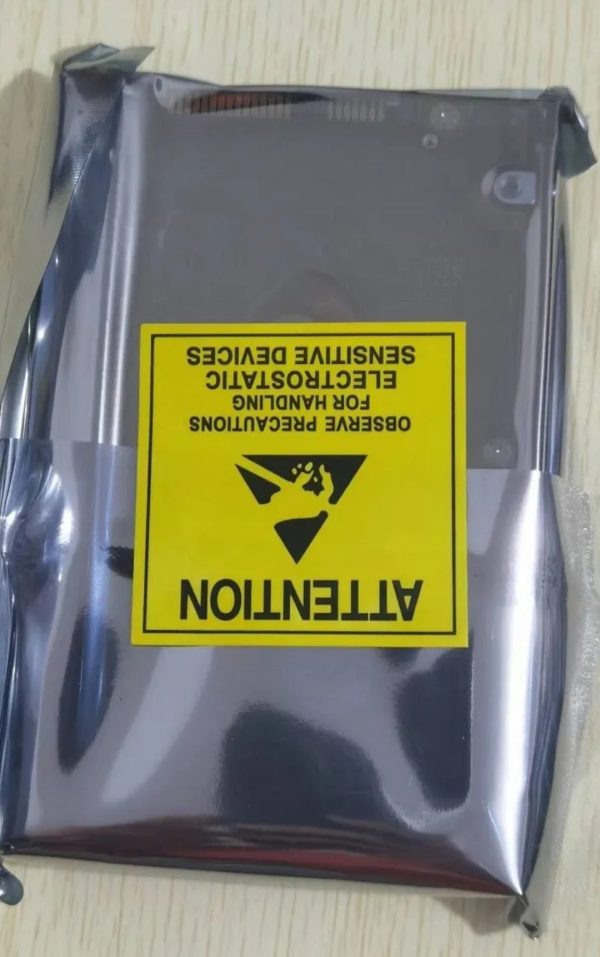 ATTENTION
OBSERVE PRECAUTIONS
FOR HANDLING
ELECTROSTATIC
SENSITIVE DEVICES